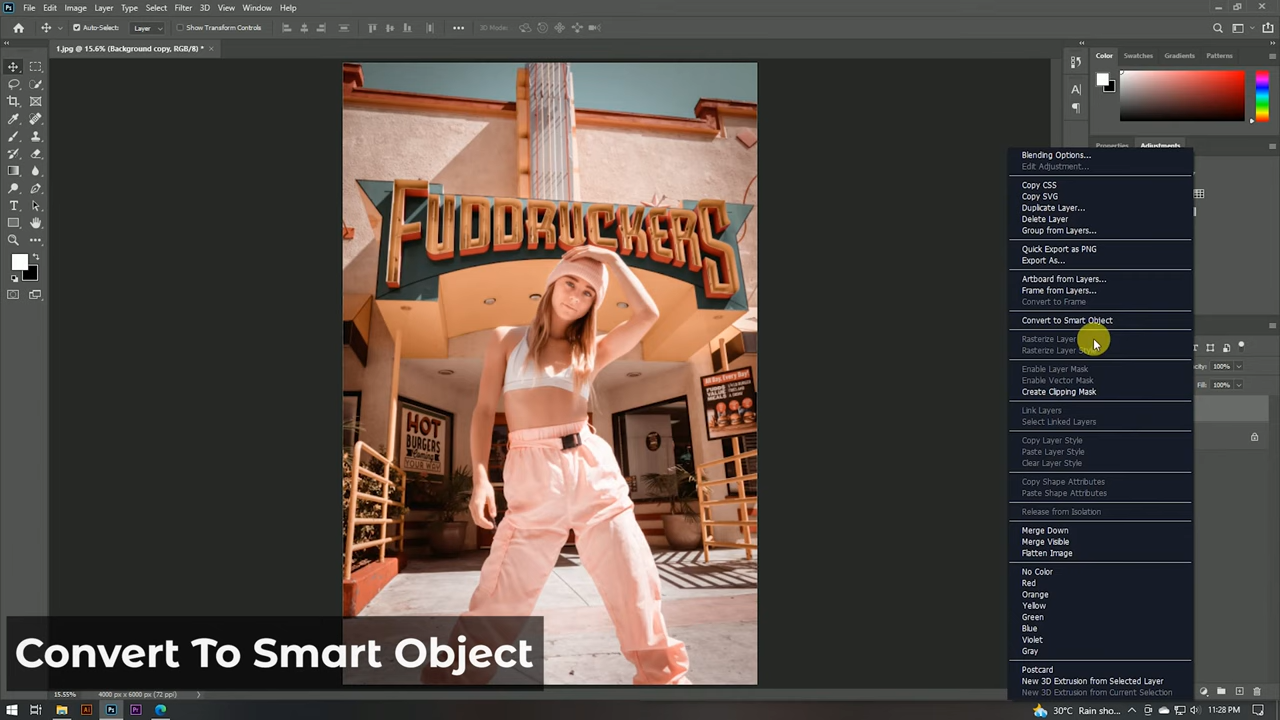 File Edit Image Layer Type Select Filter 3D View Window Help
Auto-Select: Layer Show Transform Controls 3D Mode:
1.jpg @ 15.6% (Background copy, RGB/8) *
Color Swatches Gradients Patterns
Properties Adjustments
Blending Options...
Edit Adjustment...
Copy CSS
Copy SVG
Duplicate Layer...
Delete Layer
Group from Layers...
Quick Export as PNG
Export As...
Artboard from Layers...
Frame from Layers...
Convert to Frame
Convert to Smart Object
Rasterize Layer
Rasterize Layer Style
Enable Layer Mask
Enable Vector Mask
Create Clipping Mask
Link Layers
Select Linked Layers
Copy Layer Style
Paste Layer Style
Clear Layer Style
Copy Shape Attributes
Paste Shape Attributes
Release from Isolation
Merge Down
Merge Visible
Flatten Image
No Color
Red
Orange
Yellow
Green
Blue
Violet
Gray
Postcard
New 3D Extrusion from Selected Layer
New 3D Extrusion from Current Selection
100%
Fill: 100%
FUDDRUCKERS
HOT
BURGERS
All Day, Every Day!
Convert To Smart Object
15.55% 4000 px x 6000 px (72 ppi)
30°C Rain sho... 11:28 PM